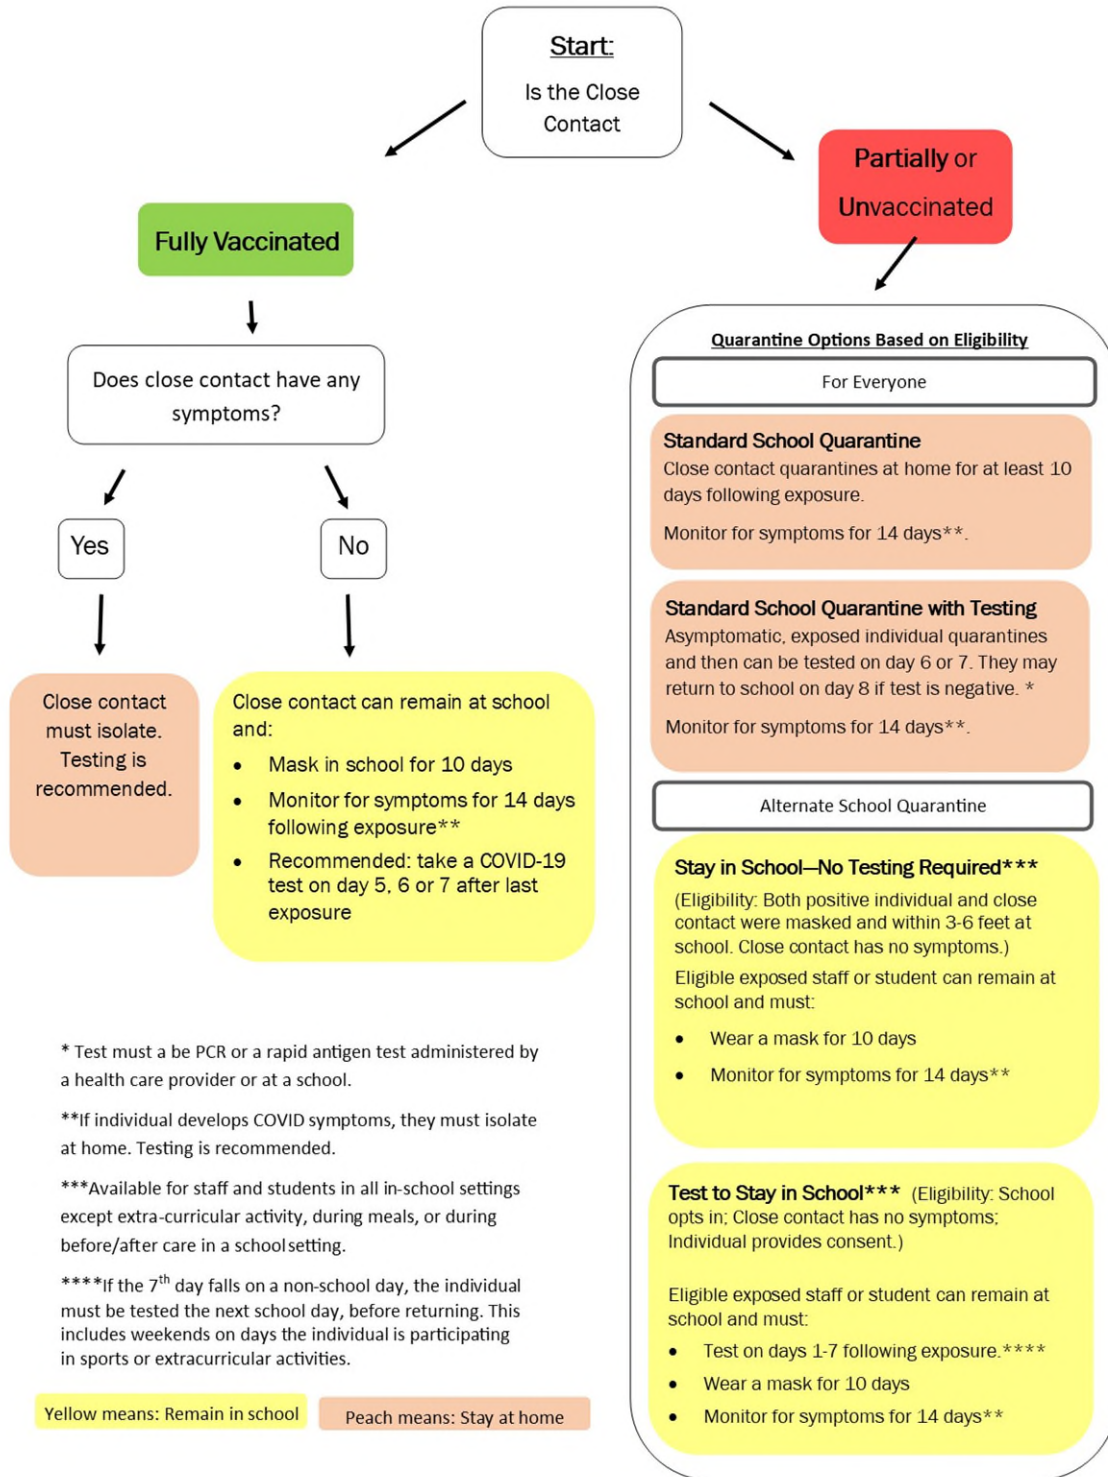 Start:
Is the Close
Contact
Fully Vaccinated
Partially or
Unvaccinated
Does close contact have any
symptoms?
Yes
No
Close contact
must isolate.
Testing is
recommended.
Close contact can remain at school
and:
• Mask in school for 10 days
• Monitor for symptoms for 14 days
following exposure**
• Recommended: take a COVID-19
test on day 5, 6 or 7 after last
exposure
Quarantine Options Based on Eligibility
For Everyone
Standard School Quarantine
Close contact quarantines at home for at least 10
days following exposure.
Monitor for symptoms for 14 days**.
Standard School Quarantine with Testing
Asymptomatic, exposed individual quarantines
and then can be tested on day 6 or 7. They may
return to school on day 8 if test is negative. *
Monitor for symptoms for 14 days**.
Alternate School Quarantine
Stay in School—No Testing Required***
(Eligibility: Both positive individual and close
contact were masked and within 3-6 feet at
school. Close contact has no symptoms.)
Eligible exposed staff or student can remain at
school and must:
• Wear a mask for 10 days
• Monitor for symptoms for 14 days**
Test to Stay in School*** (Eligibility: School
opts in; Close contact has no symptoms;
Individual provides consent.)
Eligible exposed staff or student can remain at
school and must:
• Test on days 1-7 following exposure.****
• Wear a mask for 10 days
• Monitor for symptoms for 14 days**
* Test must a be PCR or a rapid antigen test administered by
a health care provider or at a school.
**If individual develops COVID symptoms, they must isolate
at home. Testing is recommended.
***Available for staff and students in all in-school settings
except extra-curricular activity, during meals, or during
before/after care in a school setting.
****If the 7th day falls on a non-school day, the individual
must be tested the next school day, before returning. This
includes weekends on days the individual is participating
in sports or extracurricular activities.
Yellow means: Remain in school
Peach means: Stay at home